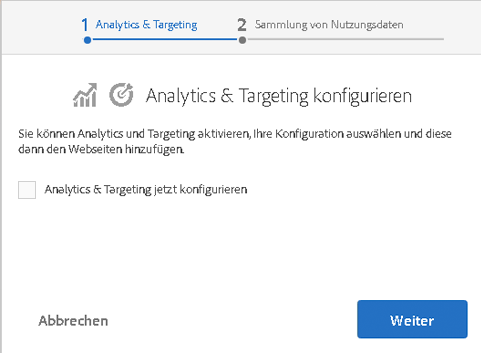 1 Analytics & Targeting 2 Sammlung von Nutzungsdaten
Analytics & Targeting konfigurieren
Sie können Analytics und Targeting aktivieren, Ihre Konfiguration auswählen und diese
dann den Webseiten hinzufügen.
Analytics & Targeting jetzt konfigurieren
Abbrechen Weiter